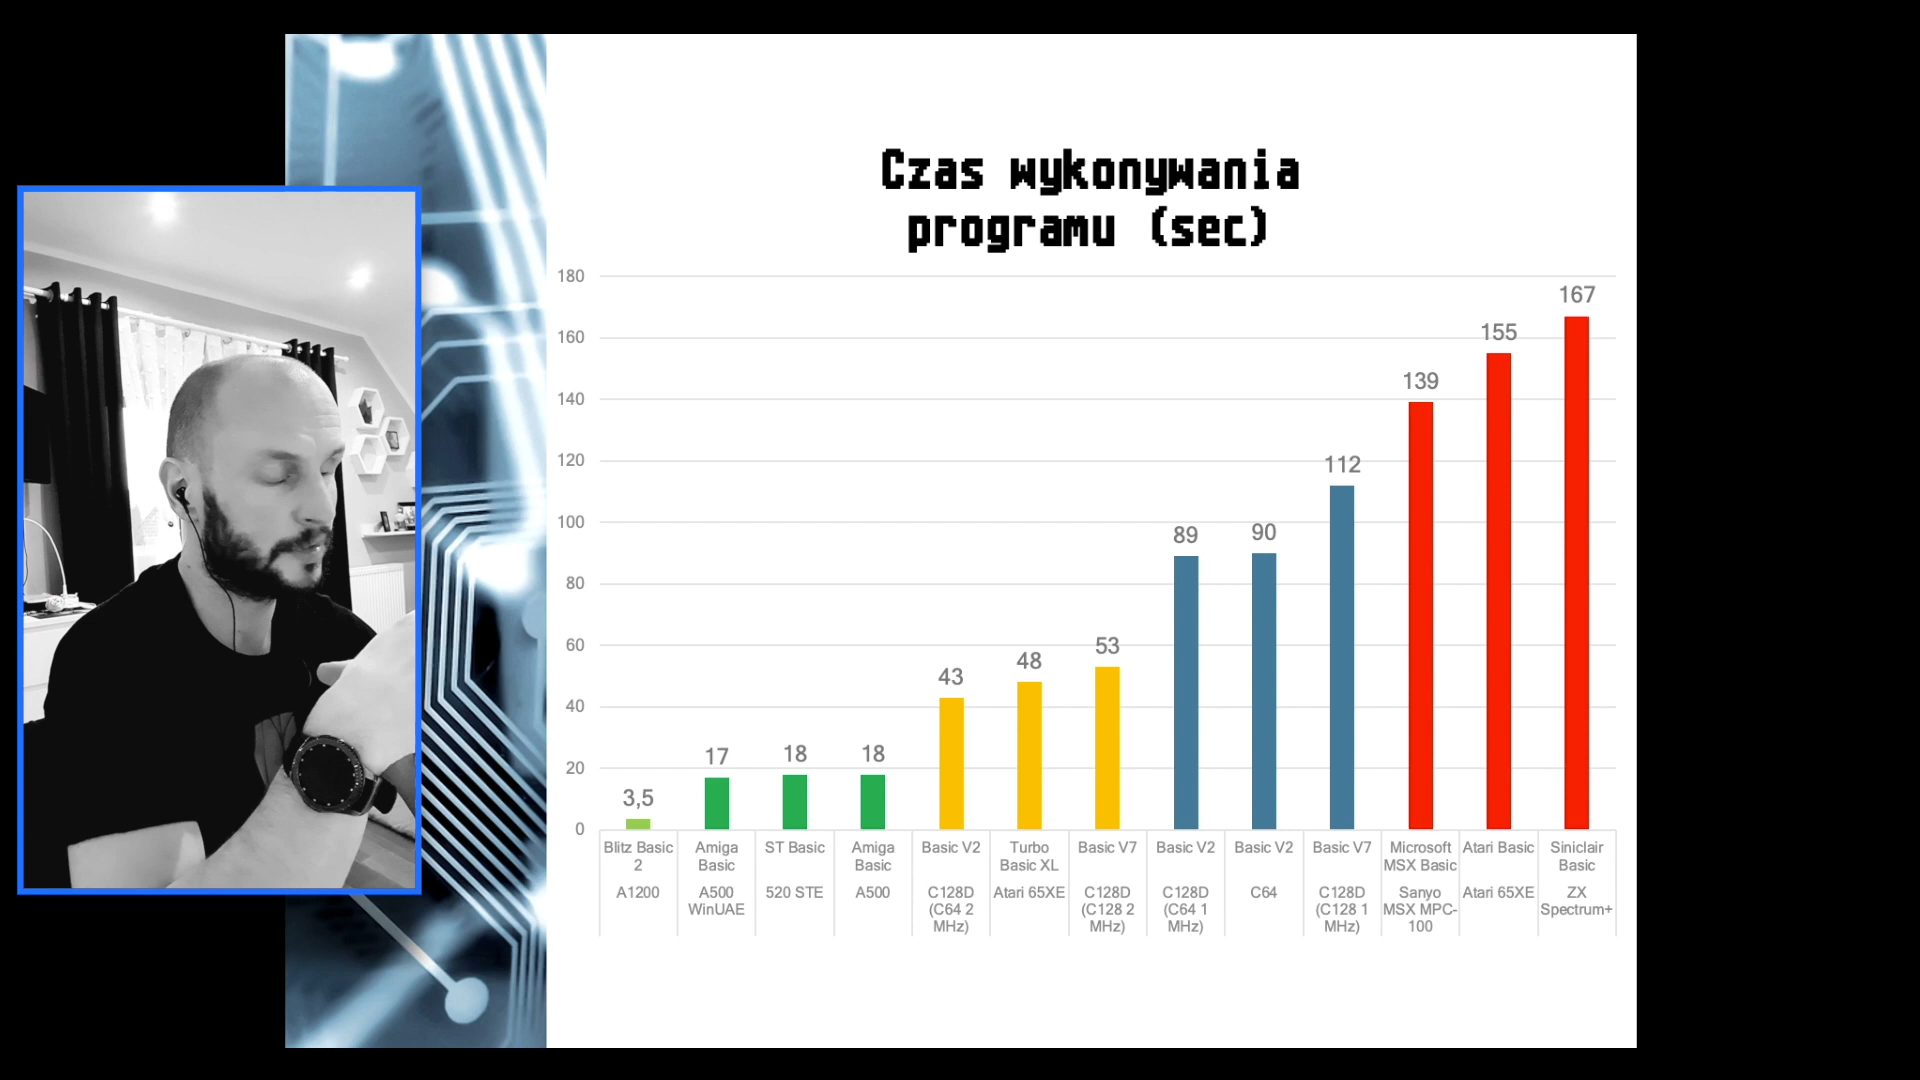 Czas wykonywania
programu (sec)
180
160
140
120
100
80
60
40
20
0
3,5
17
18
18
43
48
53
89
90
112
139
155
167
Blitz Basic
2
A1200
Amiga
Basic
A500
WinUAE
ST Basic
520 STE
Amiga
Basic
A500
Basic V2
C128D
(C64 2
MHz)
Turbo
Basic XL
Atari 65XE
Basic V7
C128D
(C128 2
MHz)
Basic V2
C128D
(C64 1
MHz)
Basic V2
C64
Basic V7
C128D
(C128 1
MHz)
Microsoft
MSX Basic
Sanyo
MSX MPC-
100
Atari Basic
Atari 65XE
Siniclair
Basic
ZX
Spectrum+